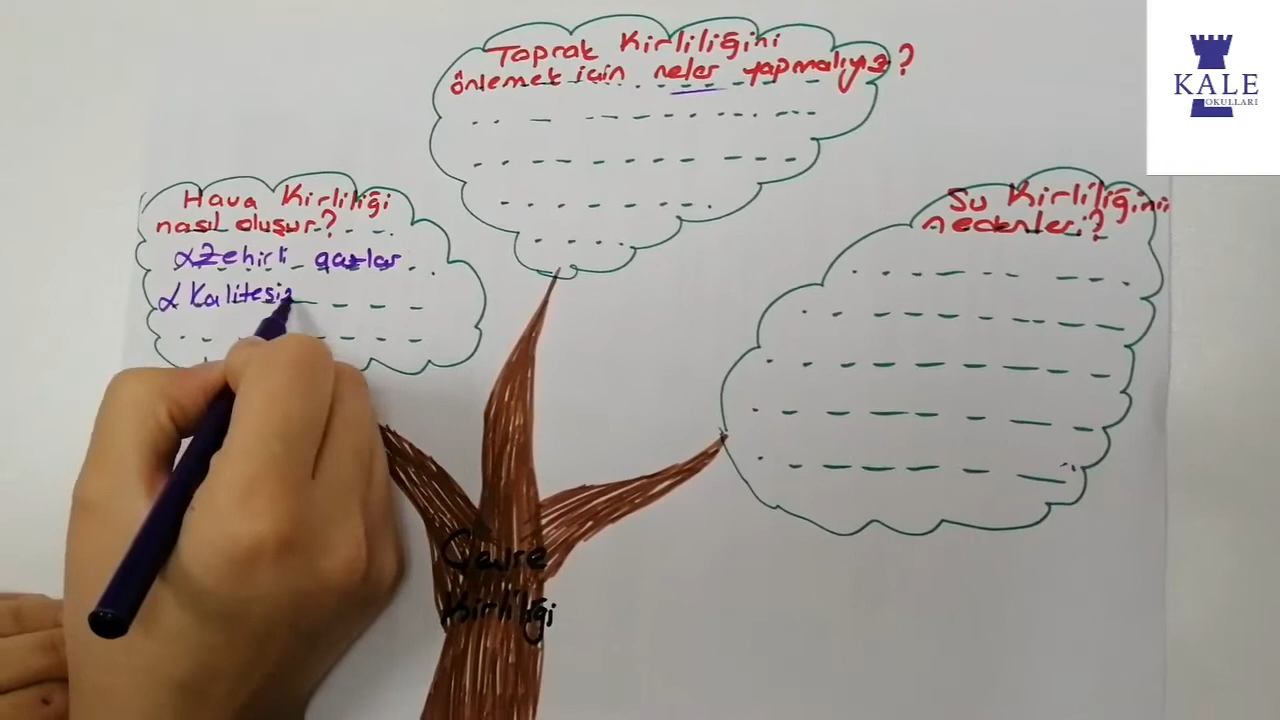 Toprak Kirliliğini
önlemek için neler yapmalıyız?
Hava Kirliliği
nasıl oluşur?
Zehirli gazlar
Kalitesiz
Su Kirliliğinin
nedenleri?
Çevre
Kirliliği
KALE
OKULLARI